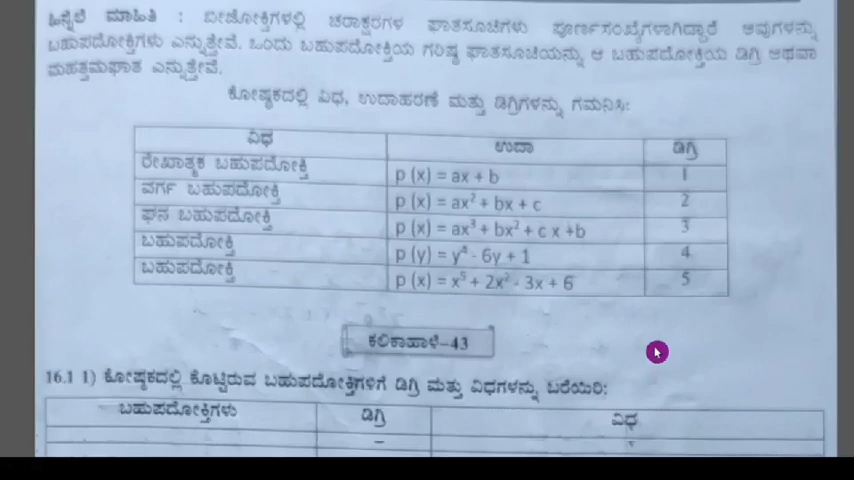 ಹಿನ್ನೆಲೆ ಮಾಹಿತಿ : ಬೀಜೋಕ್ತಿಗಳಲ್ಲಿ ಚರಾಕ್ಷರಗಳ ಘಾತಸೂಚಿಗಳು ಪೂರ್ಣಸಂಖ್ಯೆಗಳಾಗಿದ್ದಾರೆ ಅವುಗಳನ್ನು
ಬಹುಪದೋಕ್ತಿಗಳು ಎನ್ನುತ್ತೇವೆ. ಒಂದು ಬಹುಪದೋಕ್ತಿಯ ಗರಿಷ್ಠ ಘಾತಸೂಚಿಯನ್ನು ಆ ಬಹುಪದೋಕ್ತಿಯ ಡಿಗ್ರಿ ಅಥವಾ
ಮಹತ್ತಮಘಾತ ಎನ್ನುತ್ತೇವೆ.
ಕೋಷ್ಠಕದಲ್ಲಿ ವಿಧ, ಉದಾಹರಣೆ ಮತ್ತು ಡಿಗ್ರಿಗಳನ್ನು ಗಮನಿಸಿ:
ವಿಧ ಉದಾ ಡಿಗ್ರಿ
ರೇಖಾತ್ಮಕ ಬಹುಪದೋಕ್ತಿ p (x) = ax + b 1
ವರ್ಗ ಬಹುಪದೋಕ್ತಿ p (x) = ax² + bx + c 2
ಘನ ಬಹುಪದೋಕ್ತಿ p (x) = ax³ + bx² + c x +b 3
ಬಹುಪದೋಕ್ತಿ p (y) = y⁴ - 6y + 1 4
ಬಹುಪದೋಕ್ತಿ p (x) = x⁵ + 2x² - 3x + 6 5
ಕಲಿಕಾಹಾಳೆ-43
16.1 1) ಕೋಷ್ಠಕದಲ್ಲಿ ಕೊಟ್ಟಿರುವ ಬಹುಪದೋಕ್ತಿಗಳಿಗೆ ಡಿಗ್ರಿ ಮತ್ತು ವಿಧಗಳನ್ನು ಬರೆಯಿರಿ:
ಬಹುಪದೋಕ್ತಿಗಳು ಡಿಗ್ರಿ ವಿಧ